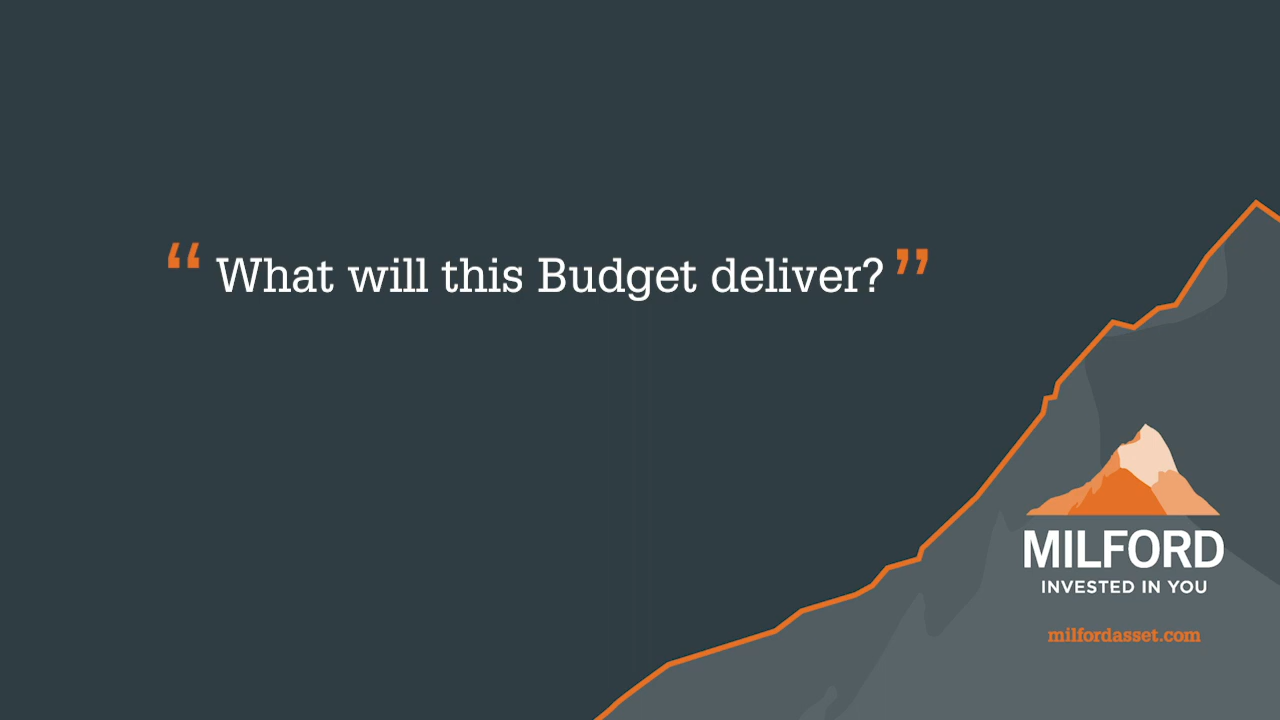 “ What will this Budget deliver? ”
MILFORD
INVESTED IN YOU
milfordasset.com